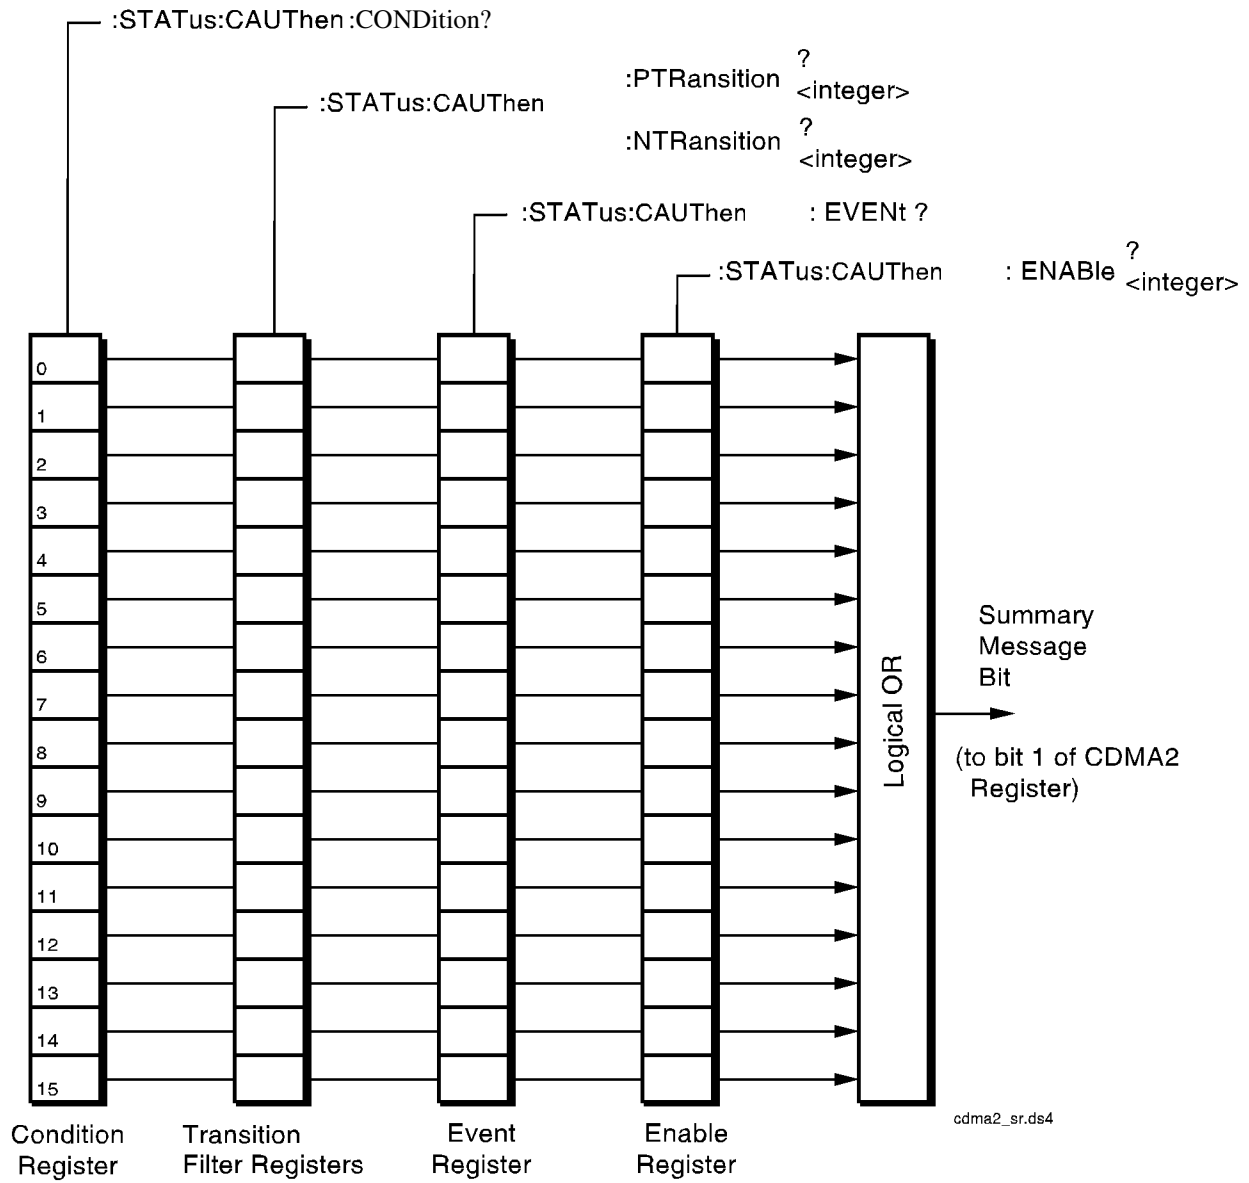 :STATus:CAUThen :CONDition?
:STATus:CAUThen
:PTRansition
?
<integer>
:NTRansition
?
<integer>
:STATus:CAUThen : EVENt ?
:STATus:CAUThen : ENABle
?
<integer>
0
1
2
3
4
5
6
7
8
9
10
11
12
13
14
15
Logical OR
Summary
Message
Bit
(to bit 1 of CDMA2
Register)
cdma2_sr.ds4
Condition
Register
Transition
Filter Registers
Event
Register
Enable
Register